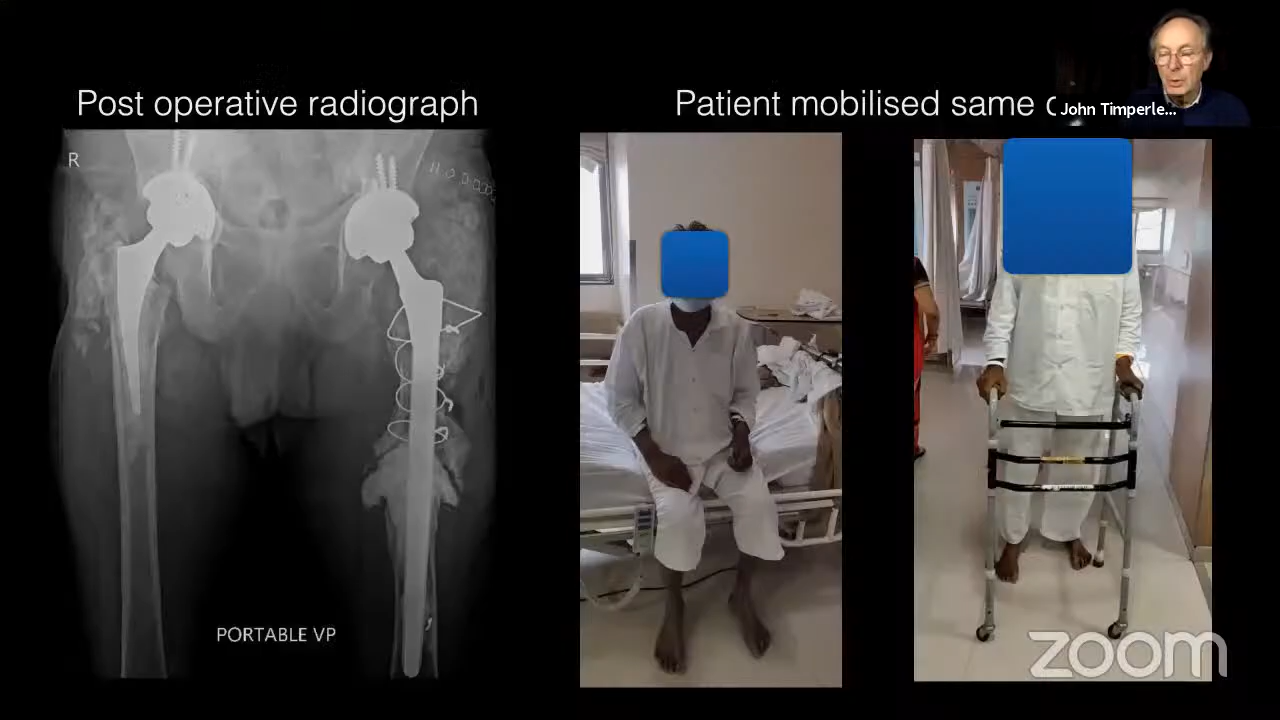 Post operative radiograph
Patient mobilised same
John Timperle...
R
PORTABLE VP
zoom